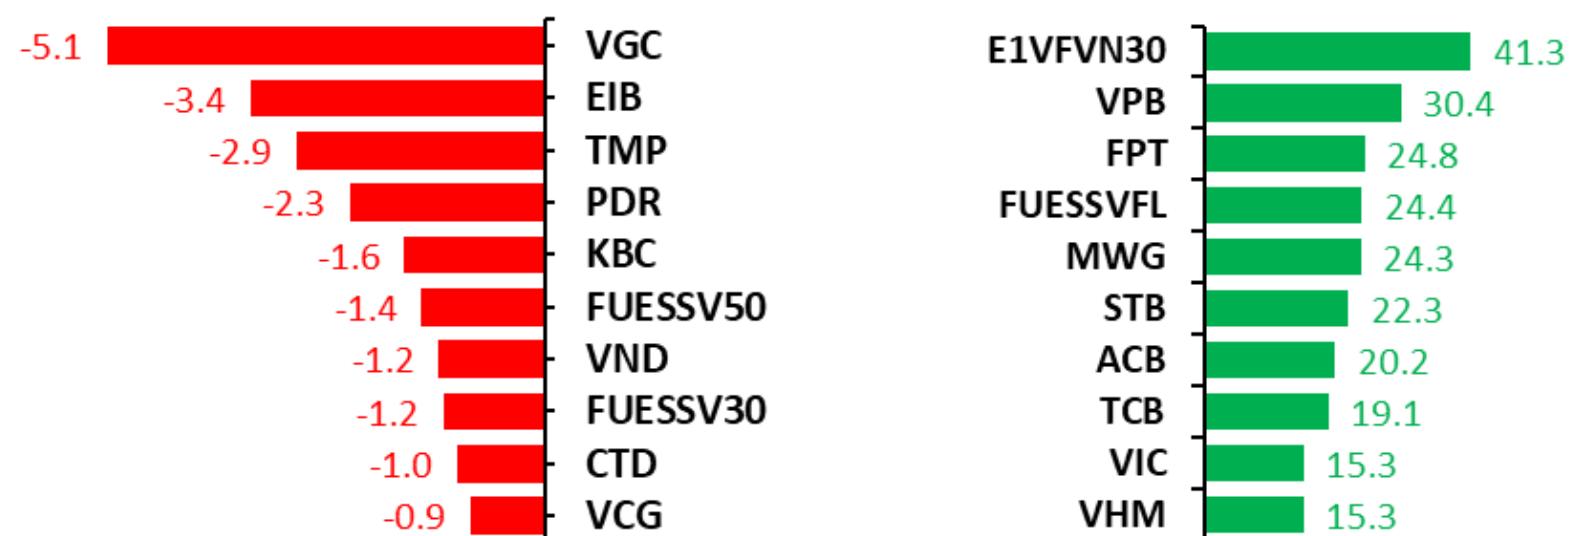 -5.1 VGC E1VFVN30 41.3
-3.4 EIB VPB 30.4
-2.9 TMP FPT 24.8
-2.3 PDR FUESSVFL 24.4
-1.6 KBC MWG 24.3
-1.4 FUESSV50 STB 22.3
-1.2 VND ACB 20.2
-1.2 FUESSV30 TCB 19.1
-1.0 CTD VIC 15.3
-0.9 VCG VHM 15.3